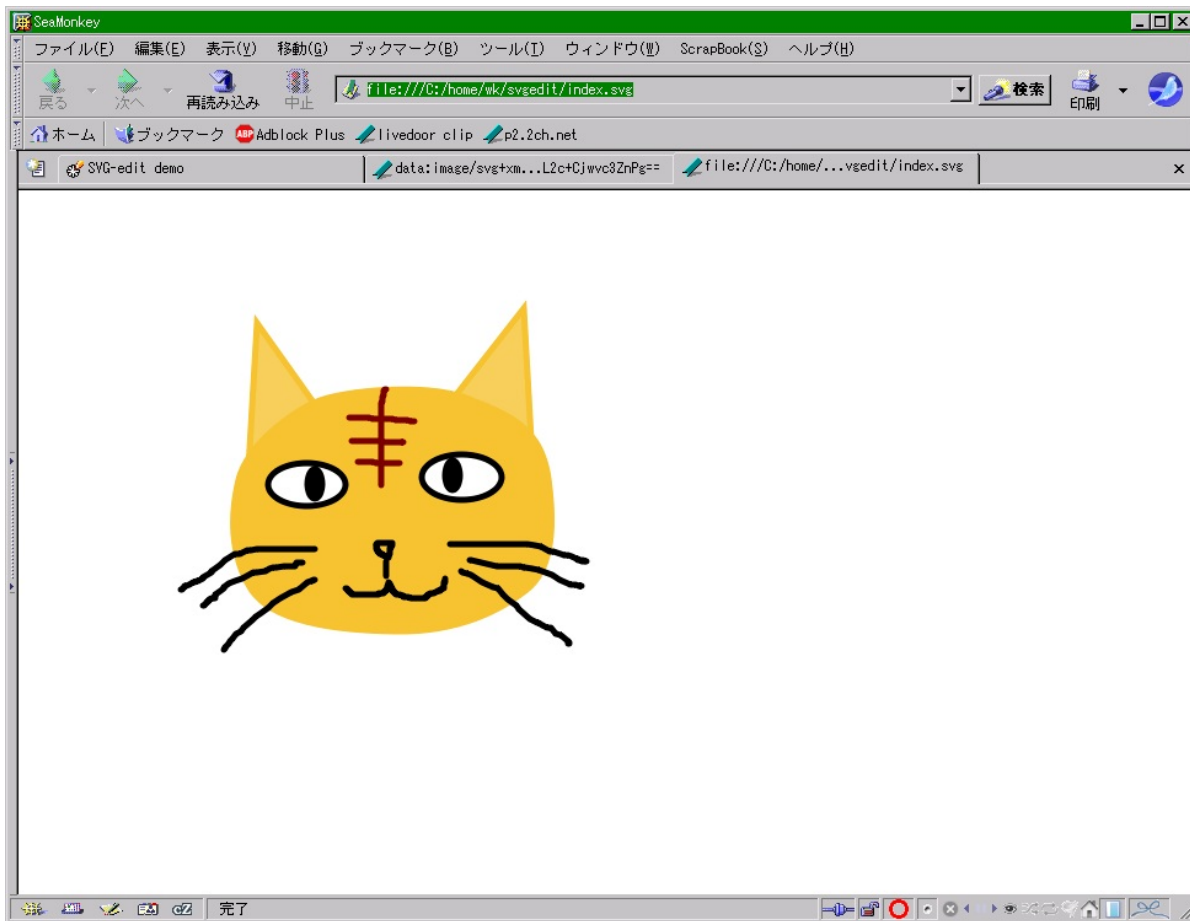 SeaMonkey
ファイル(F) 編集(E) 表示(V) 移動(G) ブックマーク(B) ツール(T) ウィンドウ(W) ScrapBook(S) ヘルプ(H)
戻る 次へ 再読み込み 中止 file:///C:/home/wk/svgedit/index.svg 検索 印刷
ホーム ブックマーク ABP Adblock Plus livedoor clip p2.2ch.net
SVG-edit demo data:image/svg+xm...L2c+Cjwvc3ZnPg== file:///C:/home/...vgedit/index.svg
cZ 完了